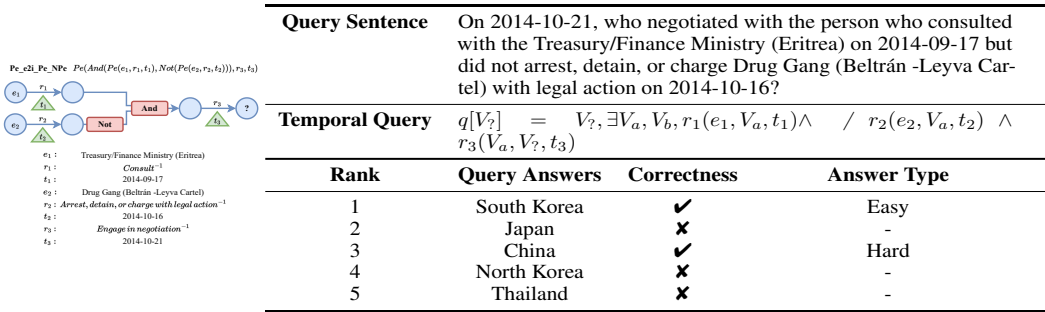 Pe_e2i_Pe_NPe Pe(And(Pe(e₁,r₁,t₁),Not(Pe(e₂,r₂,t₂))),r₃,t₃)
e₁ r₁ t₁ And r₃ t₃ ?
e₂ r₂ t₂ Not
e₁ : Treasury/Finance Ministry (Eritrea)
r₁ : Consult⁻¹
t₁ : 2014-09-17
e₂ : Drug Gang (Beltrán -Leyva Cartel)
r₂ : Arrest, detain, or charge with legal action⁻¹
t₂ : 2014-10-16
r₃ : Engage in negotiation⁻¹
t₃ : 2014-10-21
Query Sentence On 2014-10-21, who negotiated with the person who consulted
with the Treasury/Finance Ministry (Eritrea) on 2014-09-17 but
did not arrest, detain, or charge Drug Gang (Beltrán -Leyva Car-
tel) with legal action on 2014-10-16?
Temporal Query q[V?] = V?, ∃Va, Vb, r₁(e₁, Va, t₁)∧ / r₂(e₂, Va, t₂) ∧
r₃(Va, V?, t₃)
Rank Query Answers Correctness Answer Type
1 South Korea ✔ Easy
2 Japan ✘ -
3 China ✔ Hard
4 North Korea ✘ -
5 Thailand ✘ -